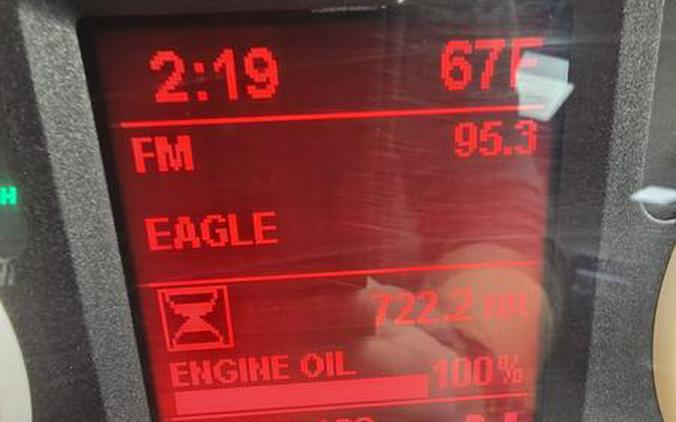 2:19 67F
FM 95.3
EAGLE
722.2 HR
ENGINE OIL 100%